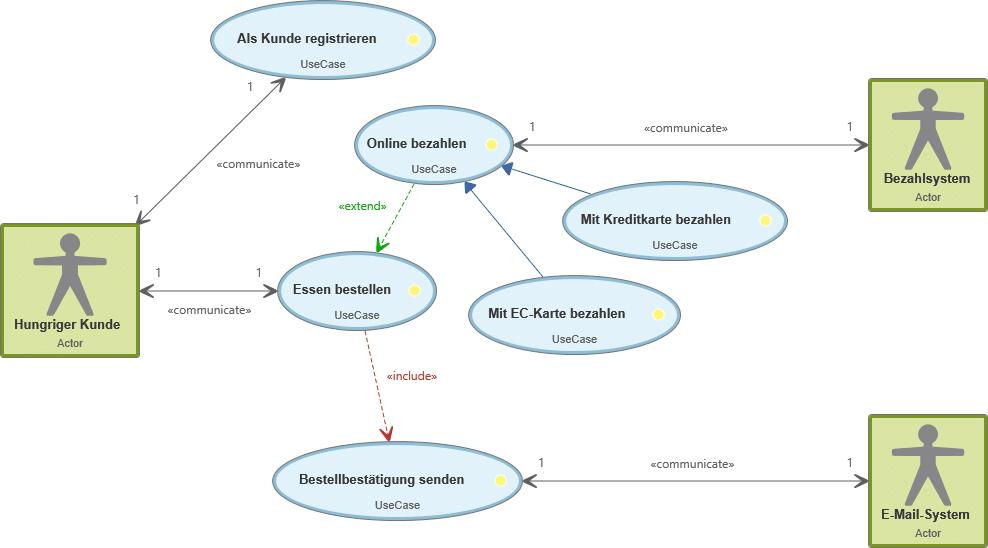 Als Kunde registrieren
UseCase
1
«communicate»
1
Online bezahlen
UseCase
1
«communicate»
1
Bezahlsystem
Actor
«extend»
Mit Kreditkarte bezahlen
UseCase
Hungriger Kunde
Actor
1
«communicate»
1
Essen bestellen
UseCase
Mit EC-Karte bezahlen
UseCase
«include»
Bestellbestätigung senden
UseCase
1
«communicate»
1
E-Mail-System
Actor